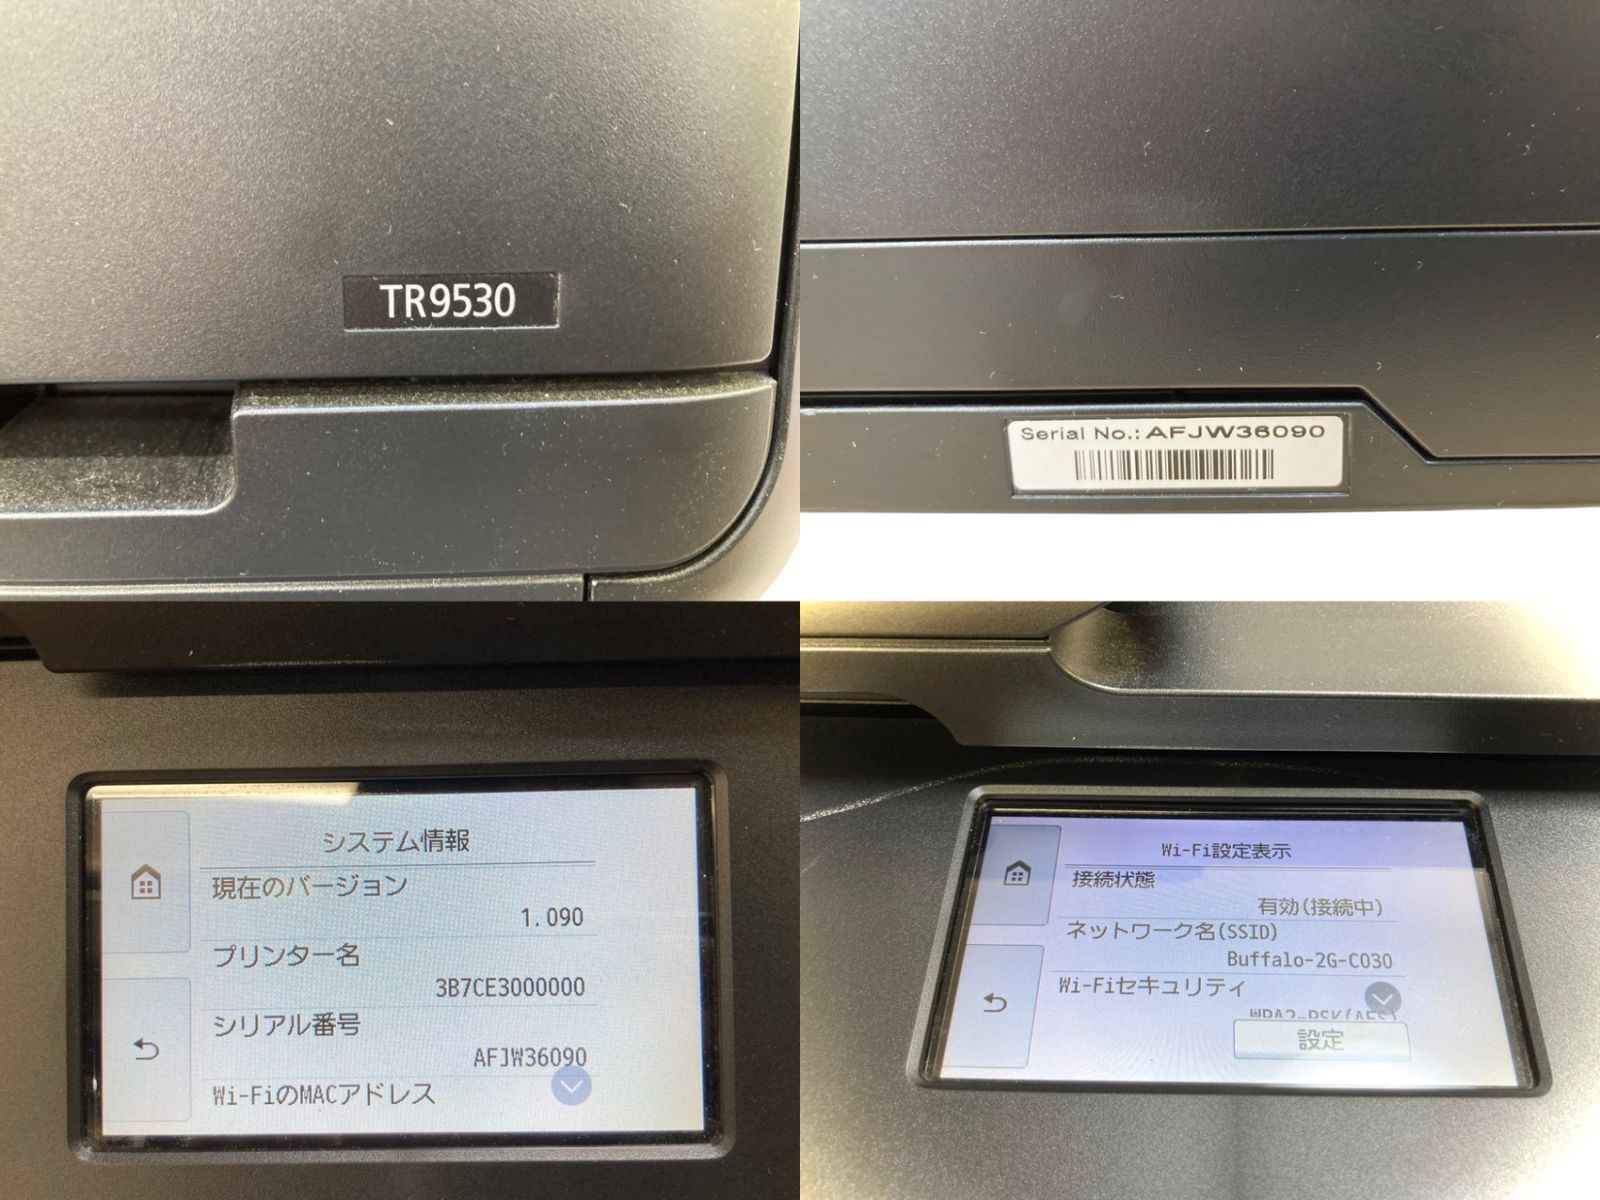 TR9530
Serial No.: AFJW36090
システム情報
現在のバージョン
1.090
プリンター名
3B7CE3000000
シリアル番号
AFJW36090
Wi-FiのMACアドレス
Wi-Fi設定表示
接続状態
有効(接続中)
ネットワーク名(SSID)
Buffalo-2G-C030
Wi-Fiセキュリティ
WPA2-PSK(AES)
設定